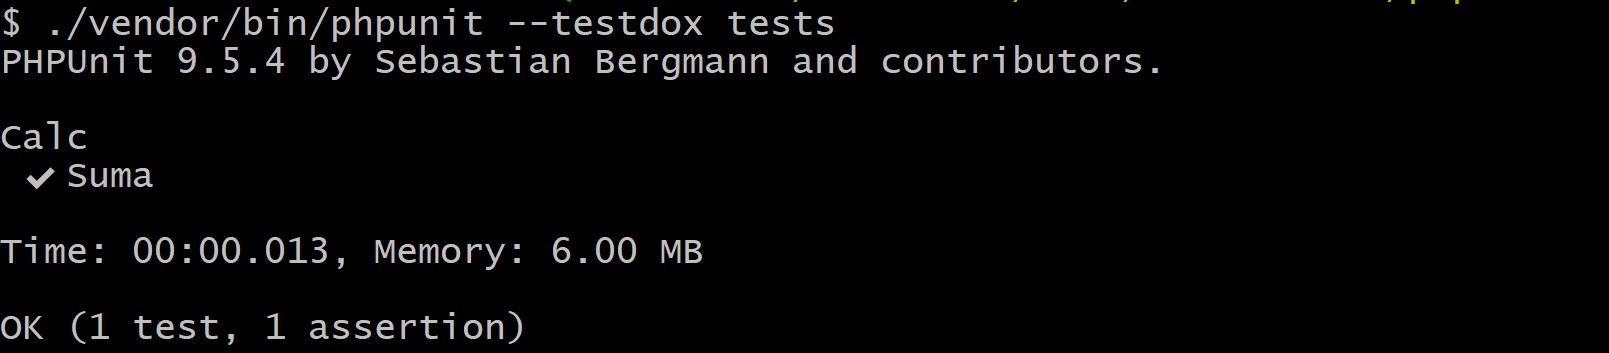 $ ./vendor/bin/phpunit --testdox tests
PHPUnit 9.5.4 by Sebastian Bergmann and contributors.
Calc
✔ Suma
Time: 00:00.013, Memory: 6.00 MB
OK (1 test, 1 assertion)